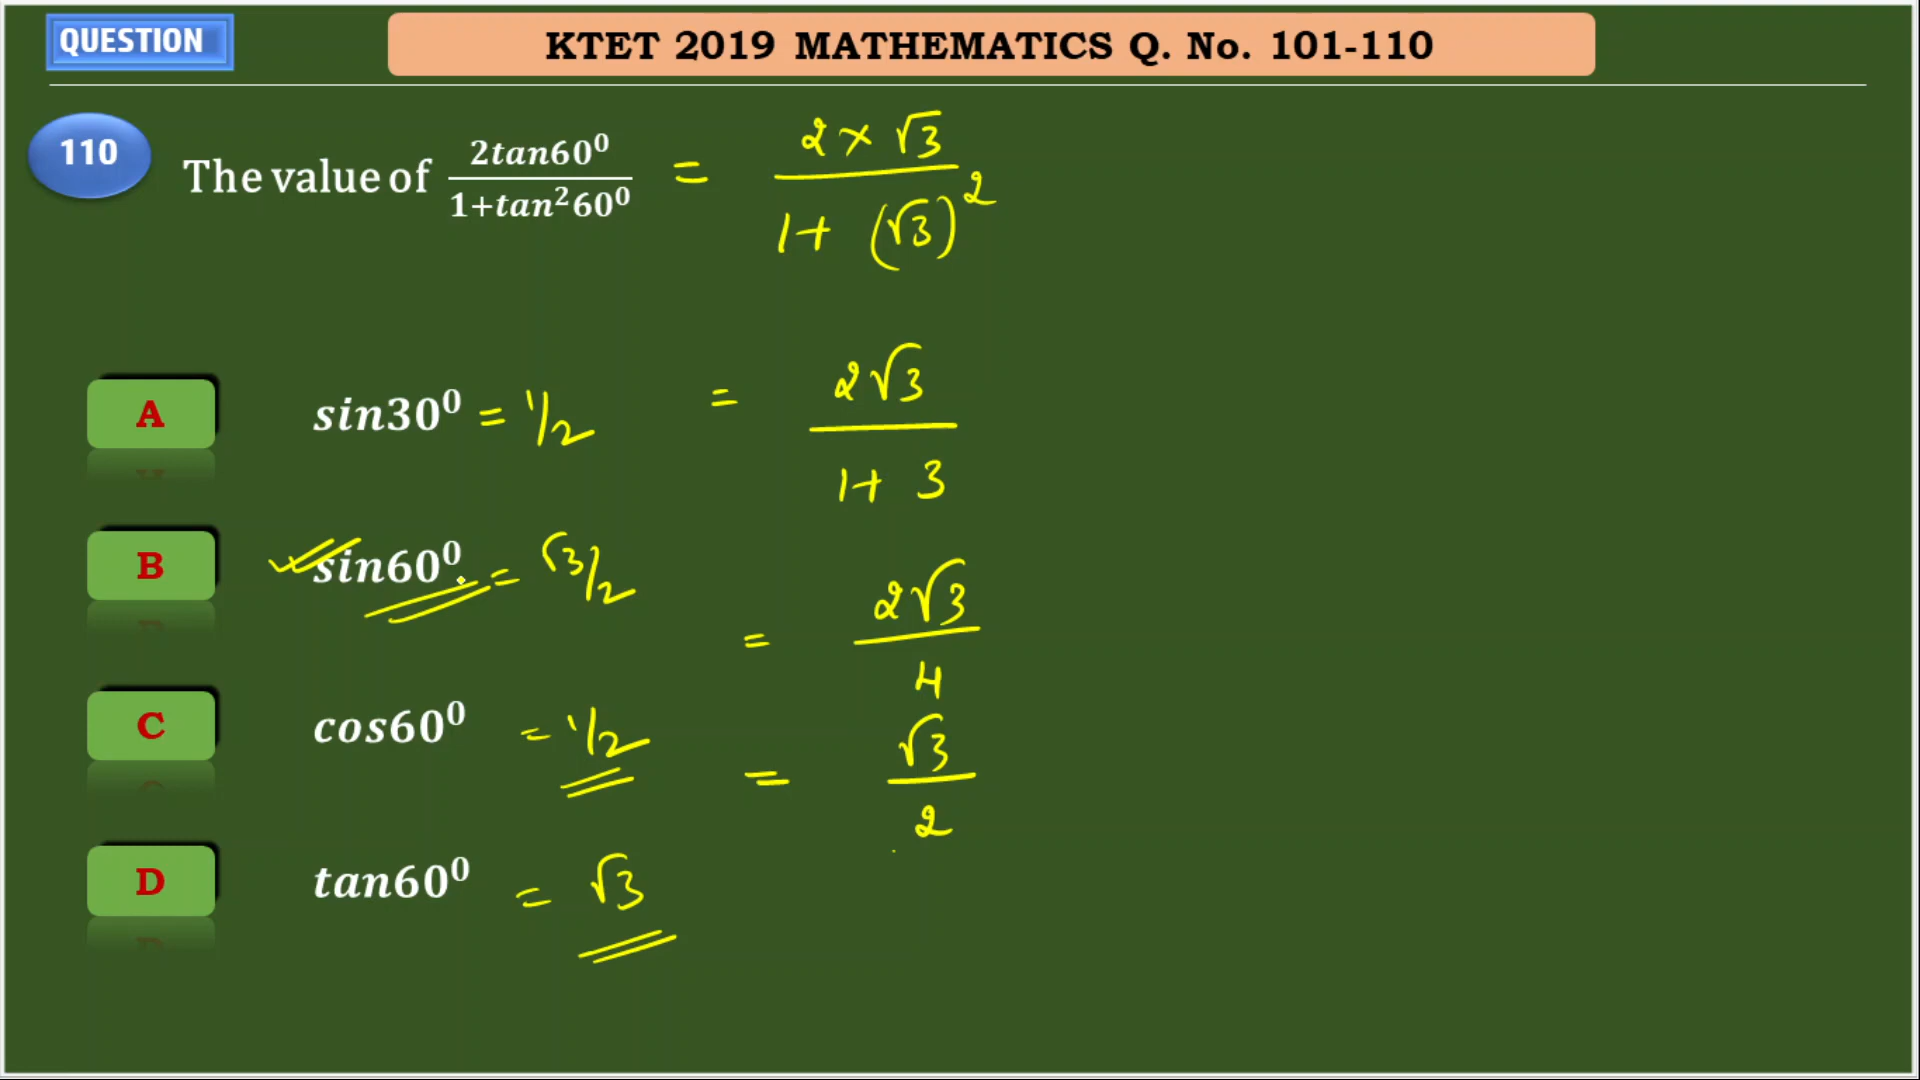 QUESTION
KTET 2019 MATHEMATICS Q. No. 101-110
110
The value of 2tan60⁰/1+tan²60⁰ = 2 × √3 / 1+ (√3)²
A sin30⁰ = 1/2
= 2√3 / 1+ 3
B sin60⁰ = √3/2
= 2√3 / 4
C cos60⁰ = 1/2
= √3 / 2
D tan60⁰ = √3